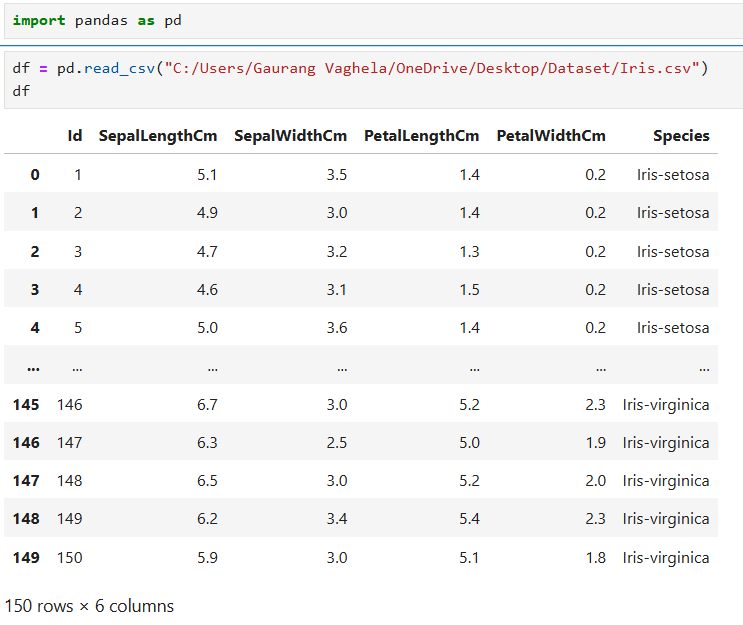 import pandas as pd
df = pd.read_csv("C:/Users/Gaurang Vaghela/OneDrive/Desktop/Dataset/Iris.csv")
df
Id SepalLengthCm SepalWidthCm PetalLengthCm PetalWidthCm Species
0 1 5.1 3.5 1.4 0.2 Iris-setosa
1 2 4.9 3.0 1.4 0.2 Iris-setosa
2 3 4.7 3.2 1.3 0.2 Iris-setosa
3 4 4.6 3.1 1.5 0.2 Iris-setosa
4 5 5.0 3.6 1.4 0.2 Iris-setosa
... ... ... ... ... ... ...
145 146 6.7 3.0 5.2 2.3 Iris-virginica
146 147 6.3 2.5 5.0 1.9 Iris-virginica
147 148 6.5 3.0 5.2 2.0 Iris-virginica
148 149 6.2 3.4 5.4 2.3 Iris-virginica
149 150 5.9 3.0 5.1 1.8 Iris-virginica
150 rows × 6 columns